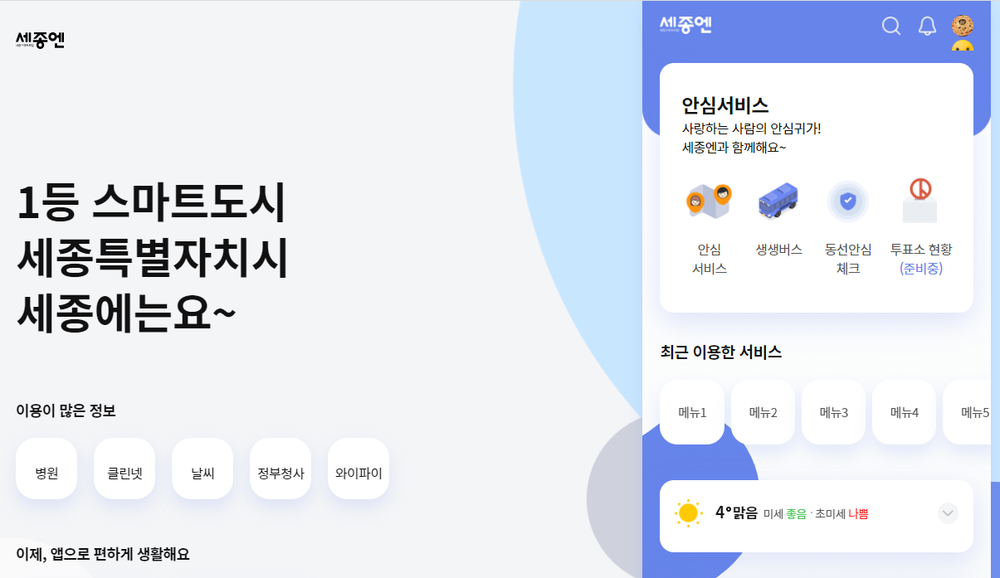 세종엔
1등 스마트도시
세종특별자치시
세종에는요~
이용이 많은 정보
병원
클린넷
날씨
정부청사
와이파이
이제, 앱으로 편하게 생활해요
세종엔
안심서비스
사랑하는 사람의 안심귀가!
세종엔과 함께해요~
안심
서비스
생생버스
동선안심
체크
투표소 현황
(준비중)
최근 이용한 서비스
메뉴1
메뉴2
메뉴3
메뉴4
메뉴5
4°맑음 미세 좋음 · 초미세 나쁨